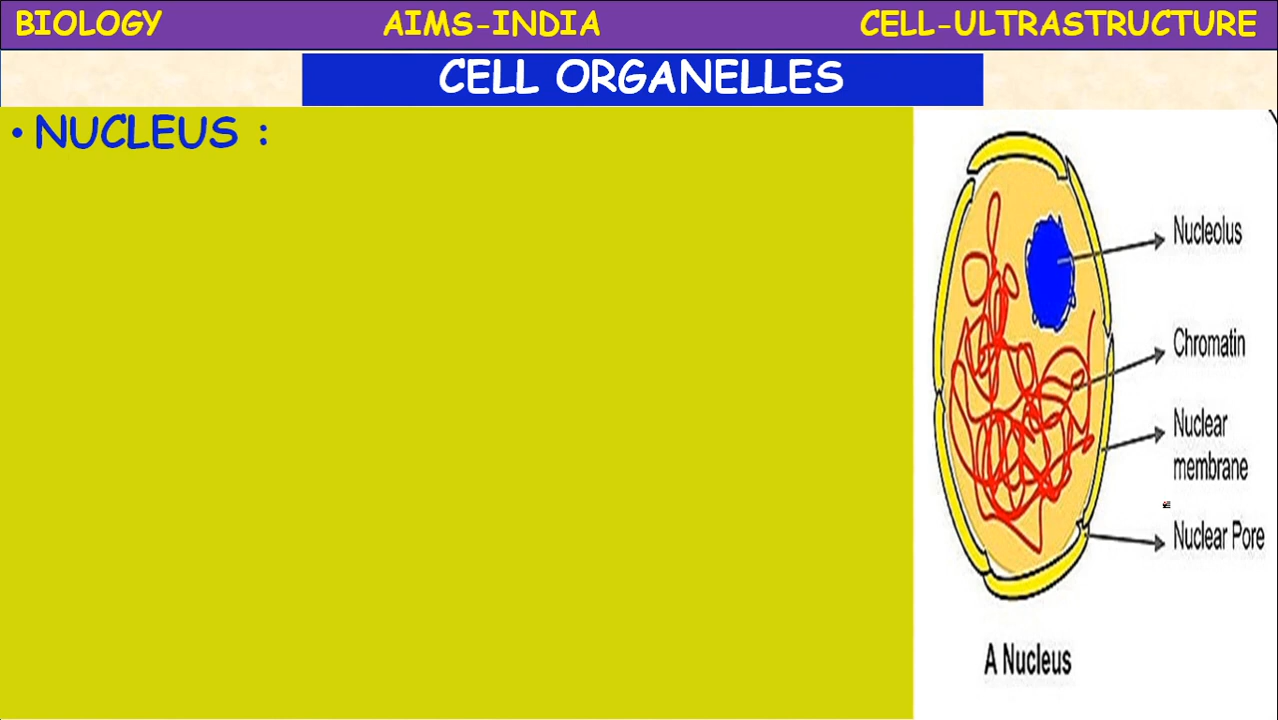 BIOLOGY AIMS-INDIA CELL-ULTRASTRUCTURE
CELL ORGANELLES
• NUCLEUS :
Nucleolus
Chromatin
Nuclear
membrane
Nuclear Pore
A Nucleus